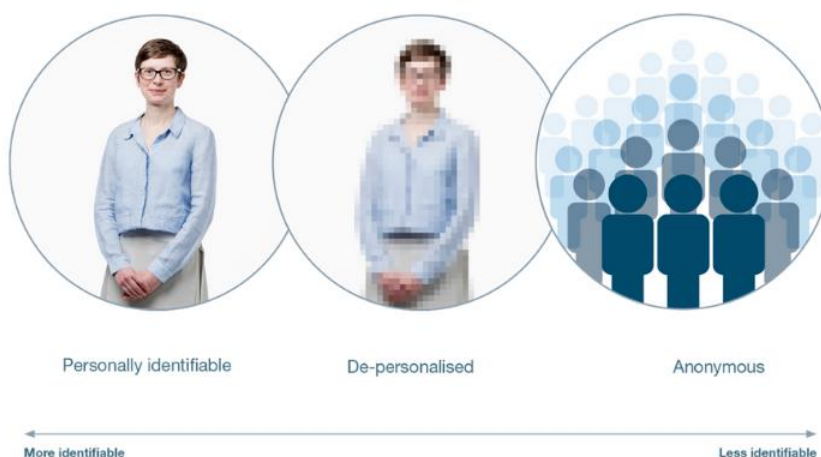 Personally identifiable
De-personalised
Anonymous
More identifiable
Less identifiable